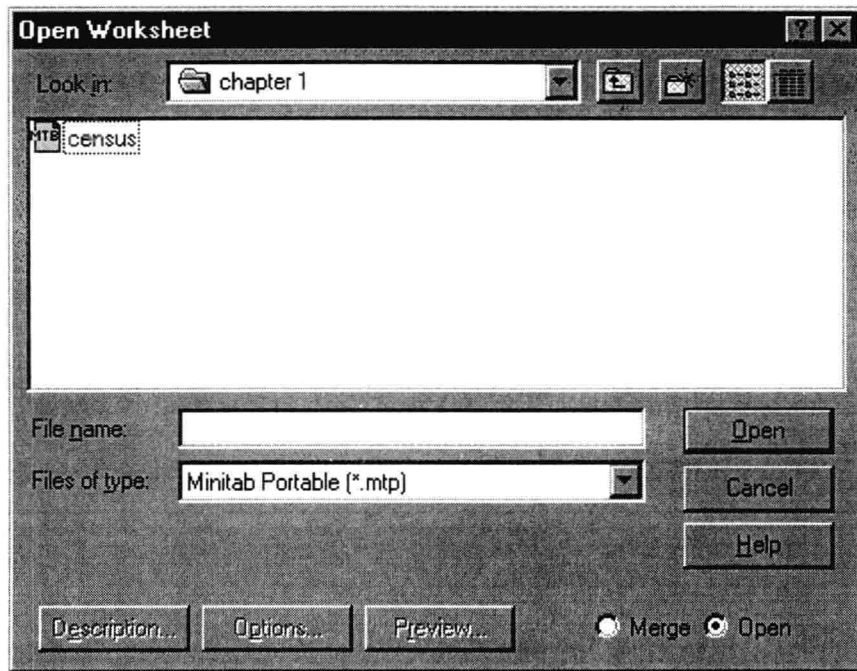 Open Worksheet
Look in: chapter 1
MTB census
File name:
Open
Files of type: Minitab Portable (*.mtp)
Cancel
Help
Description... Options... Preview... Merge Open